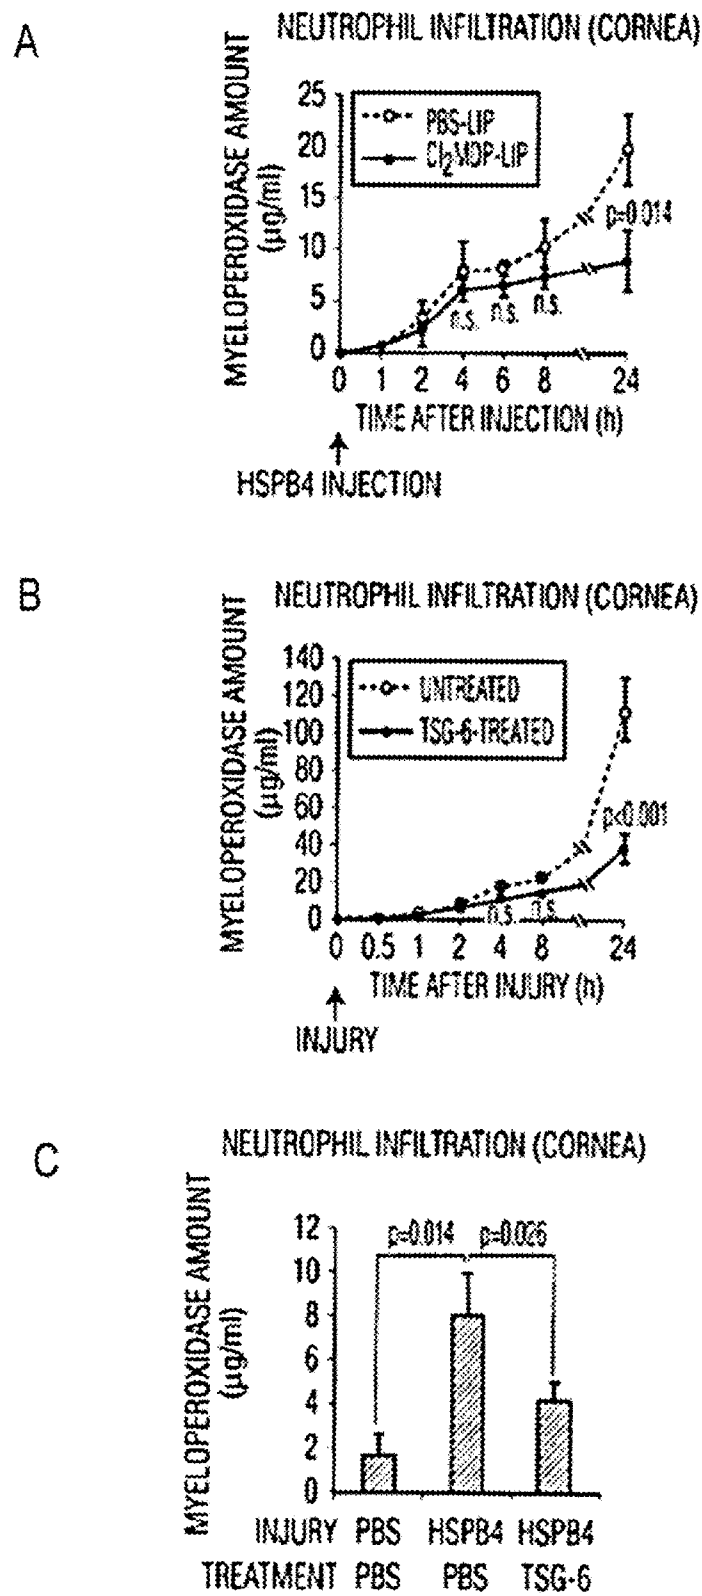 A
NEUTROPHIL INFILTRATION (CORNEA)
MYELOPEROXIDASE AMOUNT
(µg/ml)
25
20
15
10
5
0
PBS-LIP
Cl2MDP-LIP
p=0.014
n.s.
n.s.
n.s.
0 1 2 4 6 8 24
TIME AFTER INJECTION (h)
HSPB4 INJECTION
B
NEUTROPHIL INFILTRATION (CORNEA)
MYELOPEROXIDASE AMOUNT
(µg/ml)
140
120
100
80
60
40
20
0
UNTREATED
TSG-6-TREATED
p<0.001
n.s.
n.s.
0 0.5 1 2 4 8 24
TIME AFTER INJURY (h)
INJURY
C
NEUTROPHIL INFILTRATION (CORNEA)
MYELOPEROXIDASE AMOUNT
(µg/ml)
12
10
8
6
4
2
0
p=0.014 p=0.026
INJURY PBS HSPB4 HSPB4
TREATMENT PBS PBS TSG-6